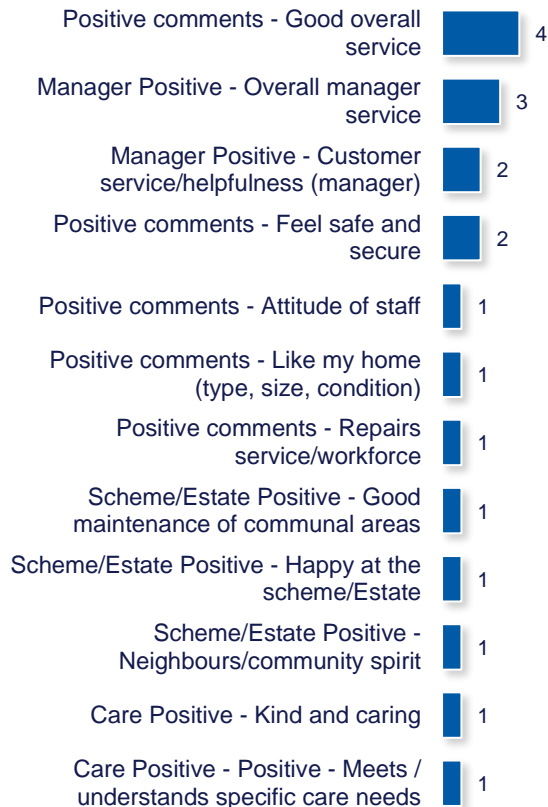 Positive comments - Good overall
service
4
Manager Positive - Overall manager
service
3
Manager Positive - Customer
service/helpfulness (manager)
2
Positive comments - Feel safe and
secure
2
Positive comments - Attitude of staff
1
Positive comments - Like my home
(type, size, condition)
1
Positive comments - Repairs
service/workforce
1
Scheme/Estate Positive - Good
maintenance of communal areas
1
Scheme/Estate Positive - Happy at the
scheme/Estate
1
Scheme/Estate Positive -
Neighbours/community spirit
1
Care Positive - Kind and caring
1
Care Positive - Positive - Meets /
understands specific care needs
1